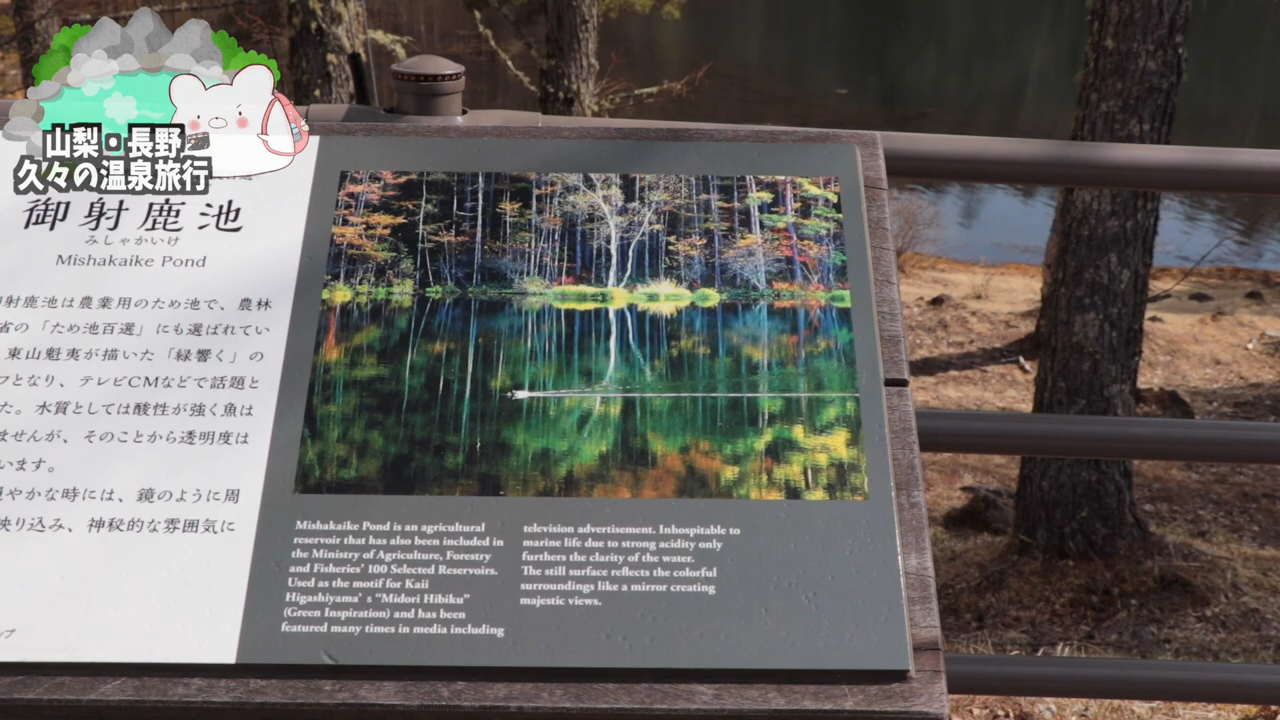 山梨・長野
久々の温泉旅行
御射鹿池
みしゃかいけ
Mishakaike Pond
射鹿池は農業用のため池で、農林
省の「ため池百選」にも選ばれてい
東山魁夷が描いた「緑響く」の
フとなり、テレビCMなどで話題と
た。水質としては酸性が強く魚は
ませんが、そのことから透明度は
います。
やかな時には、鏡のように周
映り込み、神秘的な雰囲気に
Mishakaike Pond is an agricultural
reservoir that has also been included in
the Ministry of Agriculture, Forestry
and Fisheries' 100 Selected Reservoirs.
Used as the motif for Kaii
Higashiyama' s "Midori Hibiku"
(Green Inspiration) and has been
featured many times in media including
television advertisement. Inhospitable to
marine life due to strong acidity only
furthers the clarity of the water.
The still surface reflects the colorful
surroundings like a mirror creating
majestic views.